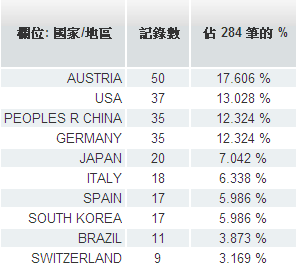 欄位: 國家/地區 記錄數 佔 284 筆的 %
AUSTRIA 50 17.606 %
USA 37 13.028 %
PEOPLES R CHINA 35 12.324 %
GERMANY 35 12.324 %
JAPAN 20 7.042 %
ITALY 18 6.338 %
SPAIN 17 5.986 %
SOUTH KOREA 17 5.986 %
BRAZIL 11 3.873 %
SWITZERLAND 9 3.169 %